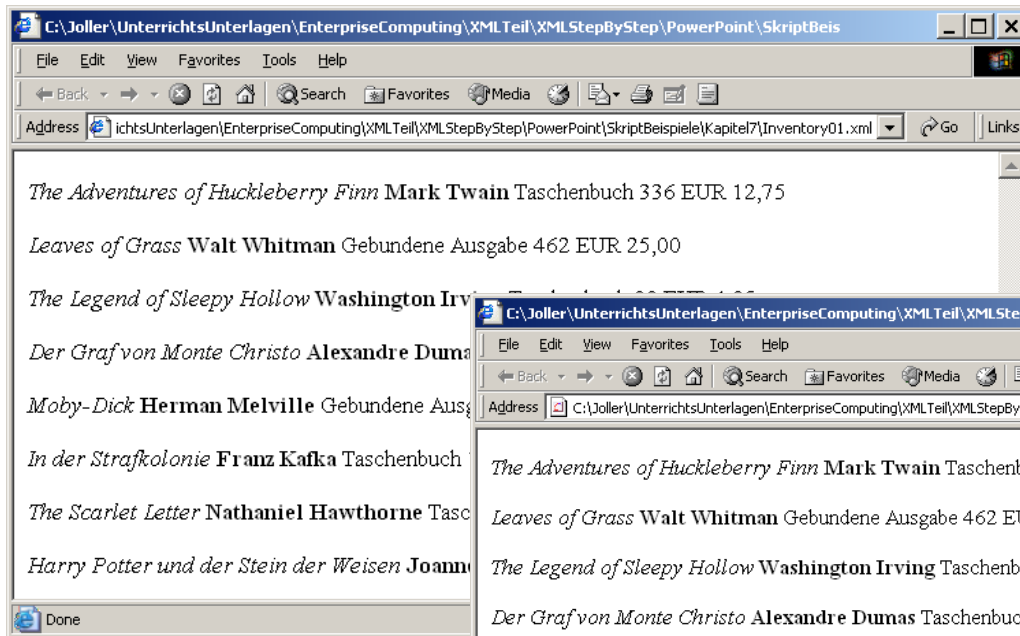 C:\Joller\UnterrichtsUnterlagen\EnterpriseComputing\XMLTeil\XMLStepByStep\PowerPoint\SkriptBeis
File Edit View Favorites Tools Help
Back Search Favorites Media
Address ichtsUnterlagen\EnterpriseComputing\XMLTeil\XMLStepByStep\PowerPoint\SkriptBeispiele\Kapitel7\Inventory01.xml Go Links
The Adventures of Huckleberry Finn Mark Twain Taschenbuch 336 EUR 12,75
Leaves of Grass Walt Whitman Gebundene Ausgabe 462 EUR 25,00
The Legend of Sleepy Hollow Washington Irv
Der Graf von Monte Christo Alexandre Duma
Moby-Dick Herman Melville Gebundene Ausg
In der Strafkolonie Franz Kafka Taschenbuch
The Scarlet Letter Nathaniel Hawthorne Tasc
Harry Potter und der Stein der Weisen Joann
Done
C:\Joller\UnterrichtsUnterlagen\EnterpriseComputing\XMLTeil\XMLSte
File Edit View Favorites Tools Help
Back Search Favorites Media
Address C:\Joller\UnterrichtsUnterlagen\EnterpriseComputing\XMLTeil\XMLStepBy
The Adventures of Huckleberry Finn Mark Twain Taschenb
Leaves of Grass Walt Whitman Gebundene Ausgabe 462 EU
The Legend of Sleepy Hollow Washington Irving Taschenb
Der Graf von Monte Christo Alexandre Dumas Taschenbuc